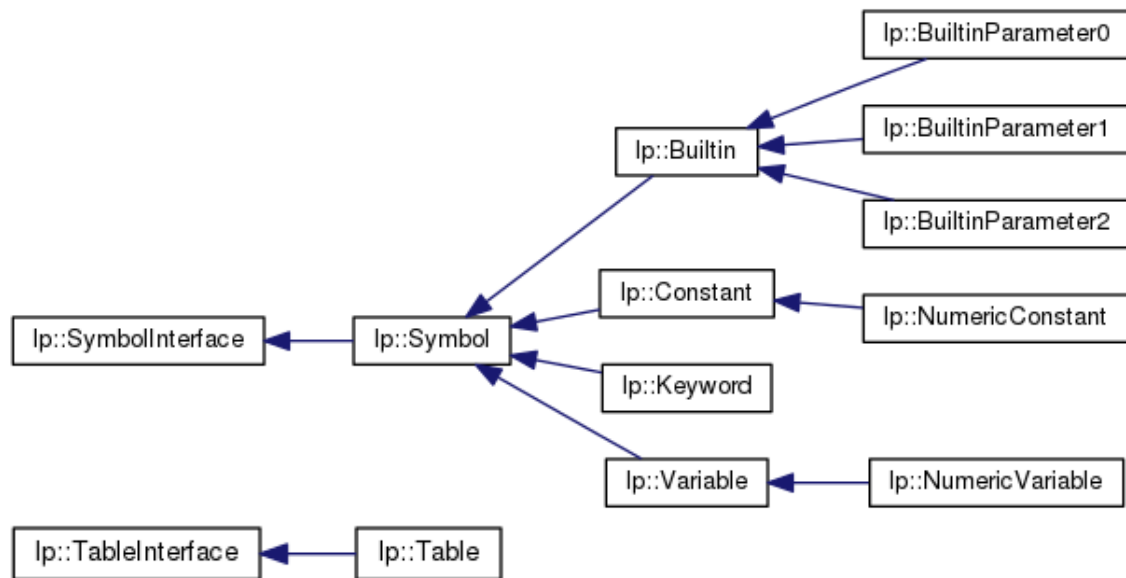 lp::BuiltinParameter0
lp::BuiltinParameter1
lp::Builtin
lp::BuiltinParameter2
lp::Constant
lp::NumericConstant
lp::SymbolInterface
lp::Symbol
lp::Keyword
lp::Variable
lp::NumericVariable
lp::TableInterface
lp::Table